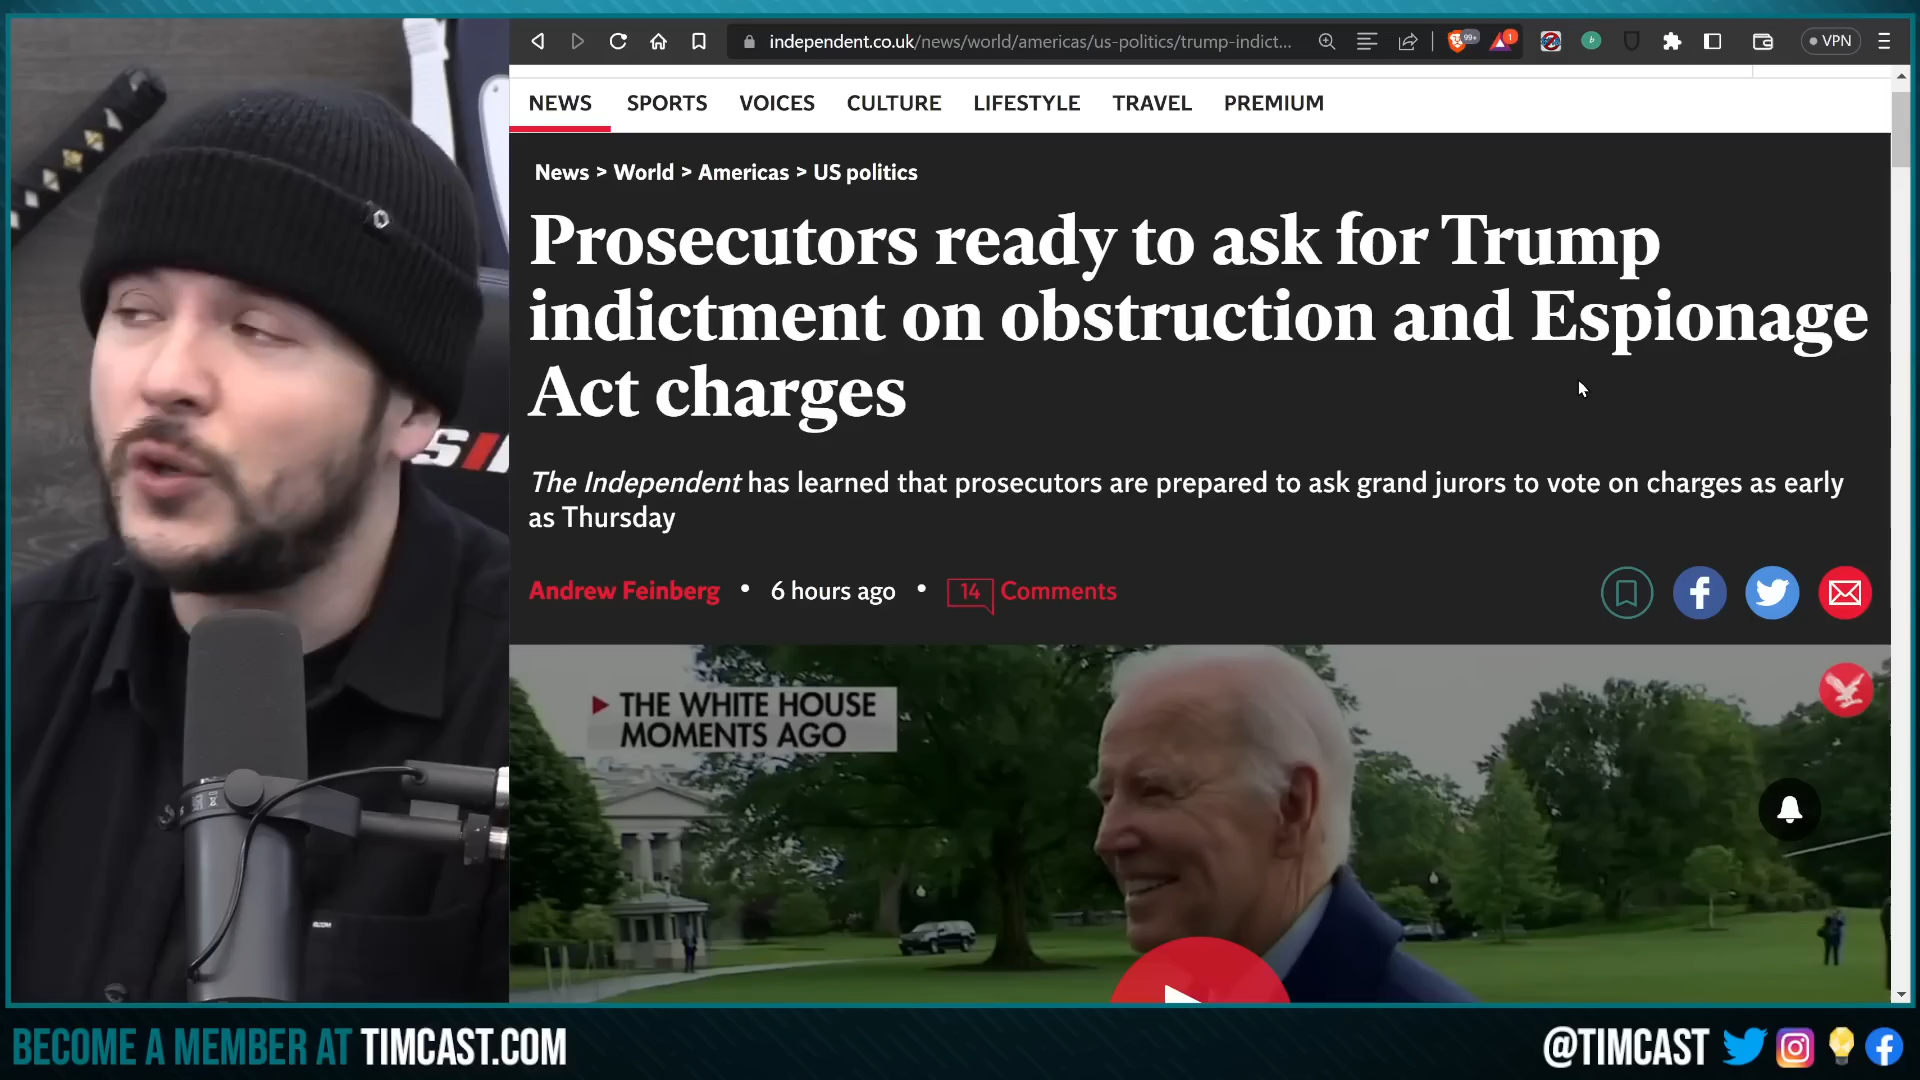 independent.co.uk/news/world/americas/us-politics/trump-indict...
99+
1
VPN
NEWS SPORTS VOICES CULTURE LIFESTYLE TRAVEL PREMIUM
News > World > Americas > US politics
Prosecutors ready to ask for Trump
indictment on obstruction and Espionage
Act charges
The Independent has learned that prosecutors are prepared to ask grand jurors to vote on charges as early
as Thursday
Andrew Feinberg • 6 hours ago • 14 Comments
THE WHITE HOUSE
MOMENTS AGO
BECOME A MEMBER AT TIMCAST.COM
@TIMCAST